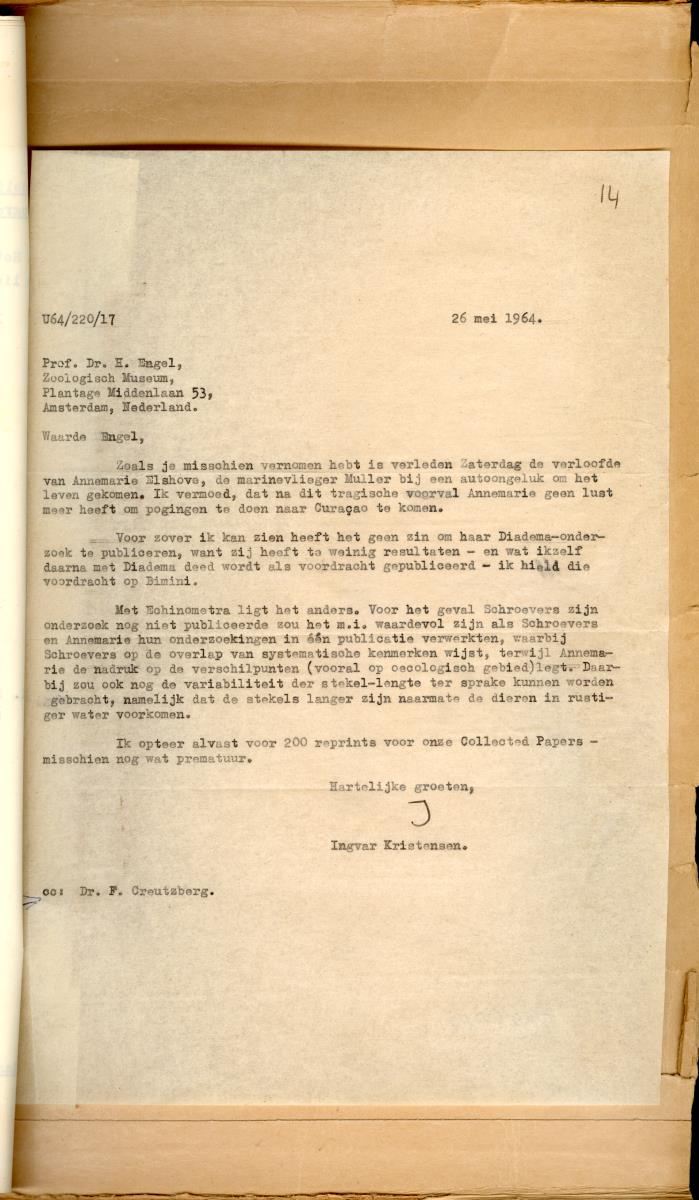 14
U64/220/17 26 mei 1964.
Prof. Dr. H. Engel,
Zoologisch Museum,
Plantage Middenlaan 53,
Amsterdam, Nederland.
Waarde Engel,
Zoals je misschien vernomen hebt is verleden Zaterdag de verloofde
van Annemarie Elshove, de marinevlieger Muller bij een autoongeluk om het
leven gekomen. Ik vermoed, dat na dit tragische voorval Annemarie geen lust
meer heeft om pogingen te doen naar Curaçao te komen.
Voor zover ik kan zien heeft het geen zin om haar Diadema-onder-
zoek te publiceren, want zij heeft te weinig resultaten - en wat ikzelf
daarna met Diadema deed wordt als voordracht gepubliceerd - ik hield die
voordracht op Bimini.
Met Echinometra ligt het anders. Voor het geval Schroevers zijn
onderzoek nog niet publiceerde zou het m.i. waardevol zijn als Schroevers
en Annemarie hun onderzoekingen in één publicatie verwerkten, waarbij
Schroevers op de overlap van systematische kenmerken wijst, terwijl Annema-
rie de nadruk op de verschilpunten (vooral op oecologisch gebied)legt. Daar-
bij zou ook nog de variabiliteit der stekel-lengte ter sprake kunnen worden
gebracht, namelijk dat de stekels langer zijn naarmate de dieren in rusti-
ger water voorkomen.
Ik opteer alvast voor 200 reprints voor onze Collected Papers -
misschien nog wat prematuur.
Hartelijke groeten,
J
Ingvar Kristensen.
cc: Dr. F. Creutzberg.